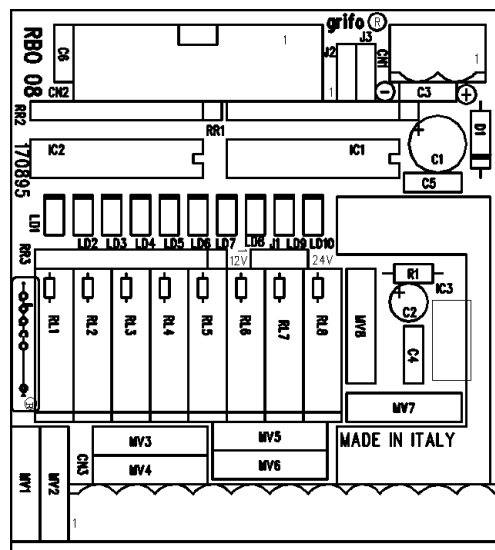 RBO 08
170895
grifo ®
C6
1
J2
J3
CN1
1
CN2
1
- C3 +
RR2
RR1
IC2
IC1
C1
D1
C5
LD1
LD2 LD3 LD4 LD5 LD6 LD7 LD8 J1 LD9 LD10
RR3
12V
24V
R1
C2
IC3
C4
RL1
RL2
RL3
RL4
RL5
RL6
RL7
RL8
MV8
MV7
MV3
MV4
MV5
MV6
MADE IN ITALY
CN3
MV1
MV2
1